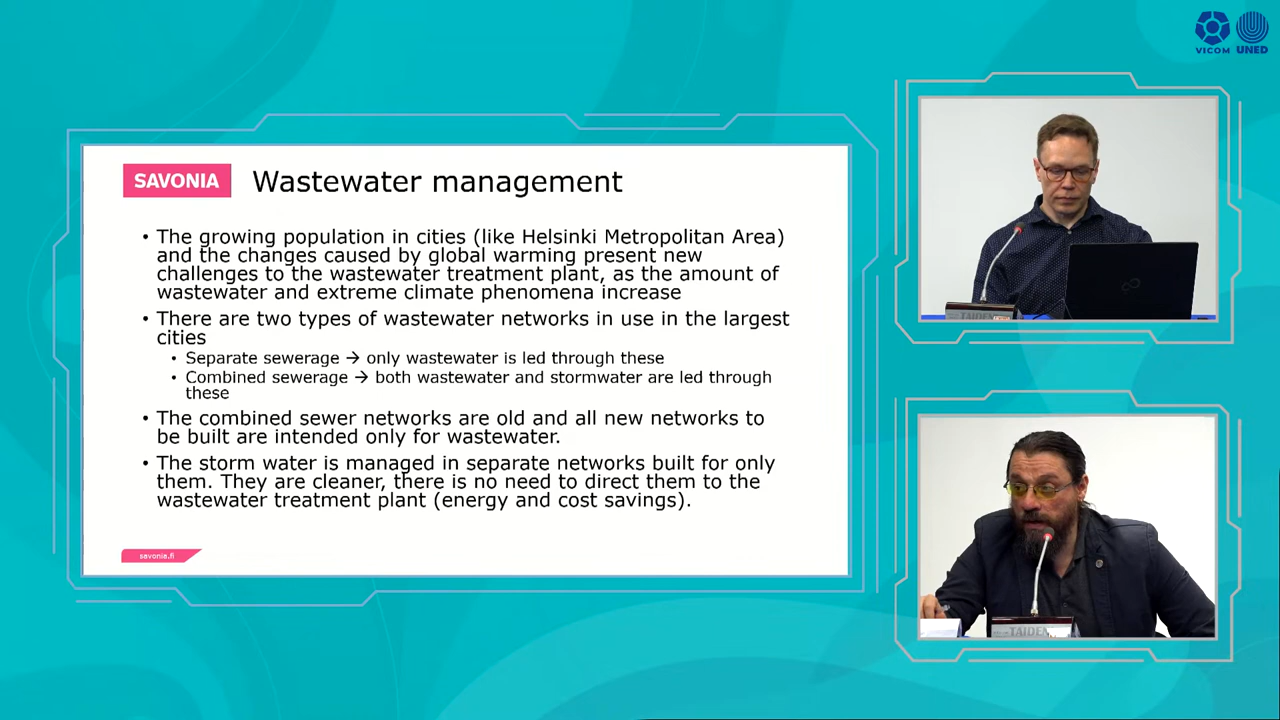 VICOM UNED
SAVONIA Wastewater management
• The growing population in cities (like Helsinki Metropolitan Area)
and the changes caused by global warming present new
challenges to the wastewater treatment plant, as the amount of
wastewater and extreme climate phenomena increase
• There are two types of wastewater networks in use in the largest
cities
• Separate sewerage → only wastewater is led through these
• Combined sewerage → both wastewater and stormwater are led through
these
• The combined sewer networks are old and all new networks to
be built are intended only for wastewater.
• The storm water is managed in separate networks built for only
them. They are cleaner, there is no need to direct them to the
wastewater treatment plant (energy and cost savings).
savonia.fi
TAIDEN
TAIDEN